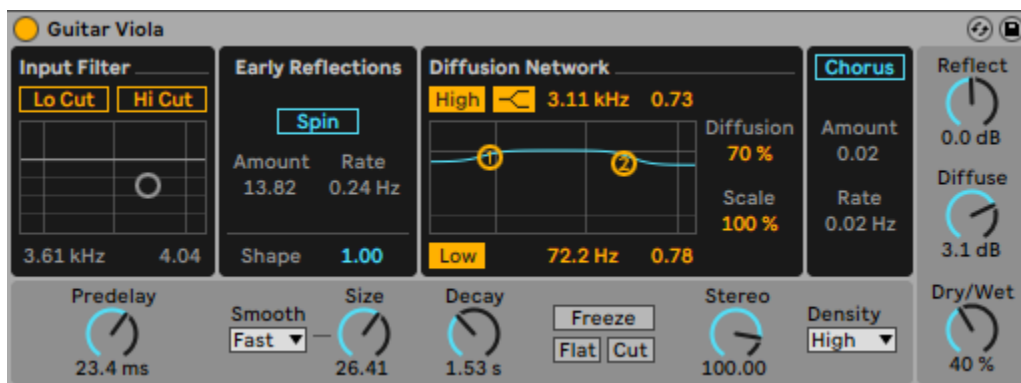 Guitar Viola
Input Filter
Lo Cut Hi Cut
3.61 kHz 4.04
Early Reflections
Spin
Amount Rate
13.82 0.24 Hz
Shape 1.00
Diffusion Network
High 3.11 kHz 0.73
1 2
Diffusion
70 %
Scale
100 %
Low 72.2 Hz 0.78
Chorus
Amount
0.02
Rate
0.02 Hz
Reflect
0.0 dB
Diffuse
3.1 dB
Dry/Wet
40 %
Predelay
23.4 ms
Smooth
Fast
Size
26.41
Decay
1.53 s
Freeze
Flat Cut
Stereo
100.00
Density
High